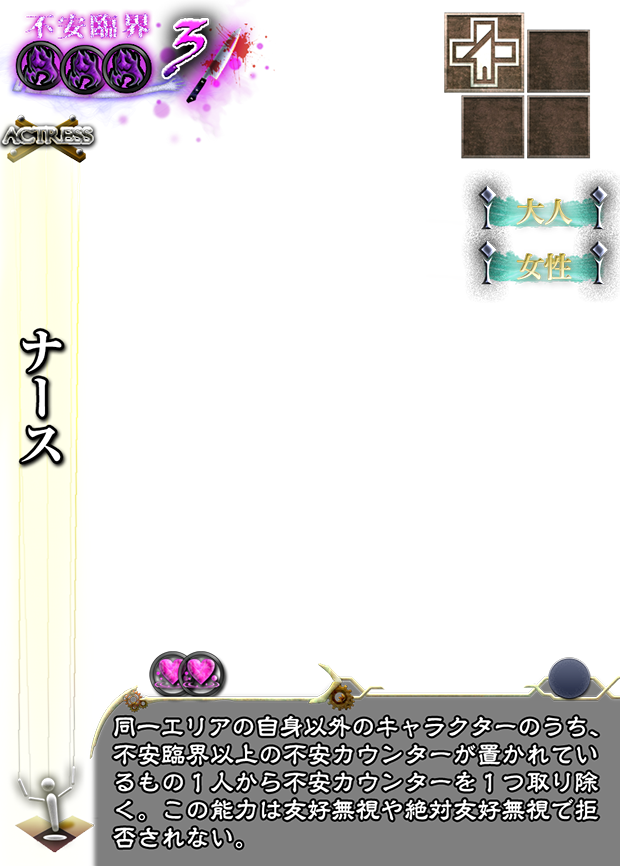 不安臨界
3
ACTRESS
大人
女性
ナース
同一エリアの自身以外のキャラクターのうち、
不安臨界以上の不安カウンターが置かれてい
るもの１人から不安カウンターを１つ取り除
く。この能力は友好無視や絶対友好無視で拒
否されない。